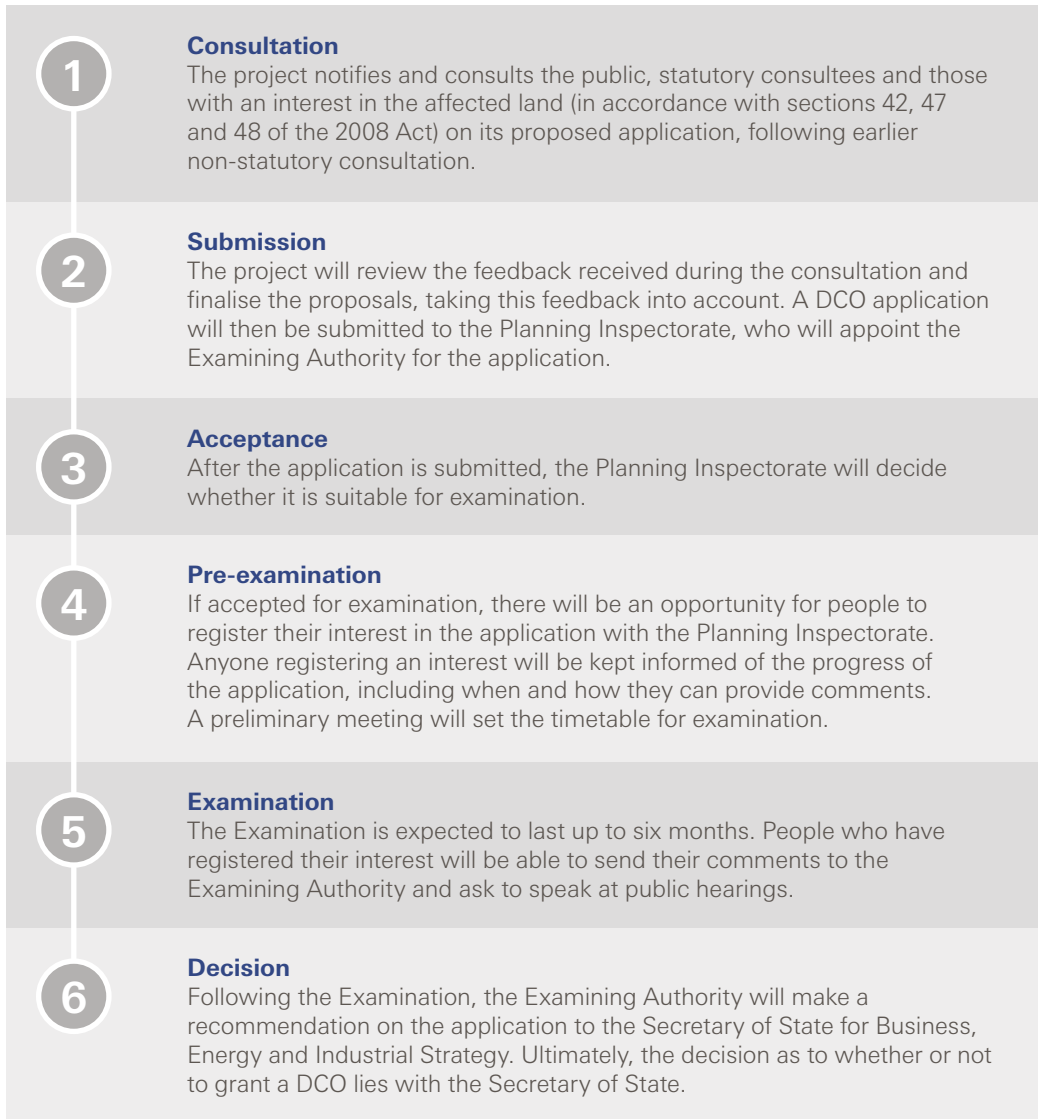 1
Consultation
The project notifies and consults the public, statutory consultees and those
with an interest in the affected land (in accordance with sections 42, 47
and 48 of the 2008 Act) on its proposed application, following earlier
non-statutory consultation.
2
Submission
The project will review the feedback received during the consultation and
finalise the proposals, taking this feedback into account. A DCO application
will then be submitted to the Planning Inspectorate, who will appoint the
Examining Authority for the application.
3
Acceptance
After the application is submitted, the Planning Inspectorate will decide
whether it is suitable for examination.
4
Pre-examination
If accepted for examination, there will be an opportunity for people to
register their interest in the application with the Planning Inspectorate.
Anyone registering an interest will be kept informed of the progress of
the application, including when and how they can provide comments.
A preliminary meeting will set the timetable for examination.
5
Examination
The Examination is expected to last up to six months. People who have
registered their interest will be able to send their comments to the
Examining Authority and ask to speak at public hearings.
6
Decision
Following the Examination, the Examining Authority will make a
recommendation on the application to the Secretary of State for Business,
Energy and Industrial Strategy. Ultimately, the decision as to whether or not
to grant a DCO lies with the Secretary of State.